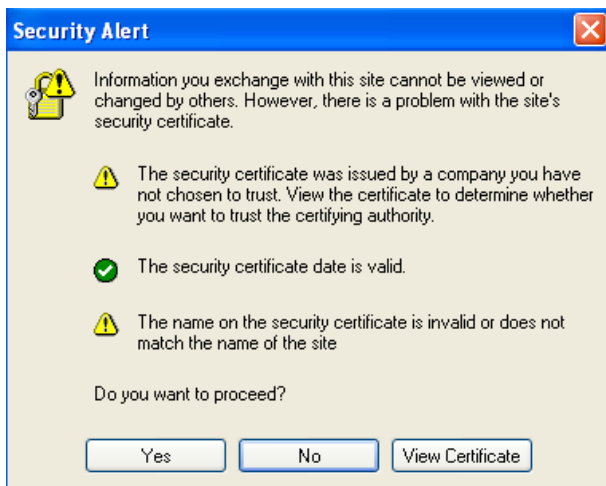 Security Alert
Information you exchange with this site cannot be viewed or
changed by others. However, there is a problem with the site's
security certificate.
The security certificate was issued by a company you have
not chosen to trust. View the certificate to determine whether
you want to trust the certifying authority.
The security certificate date is valid.
The name on the security certificate is invalid or does not
match the name of the site
Do you want to proceed?
Yes No View Certificate